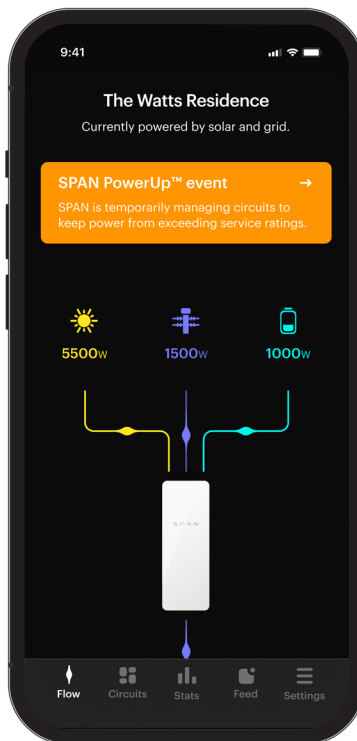 9:41
The Watts Residence
Currently powered by solar and grid.
SPAN PowerUp™ event →
SPAN is temporarily managing circuits to
keep power from exceeding service ratings.
5500W 1500W 1000W
SPAN
Flow Circuits Stats Feed Settings